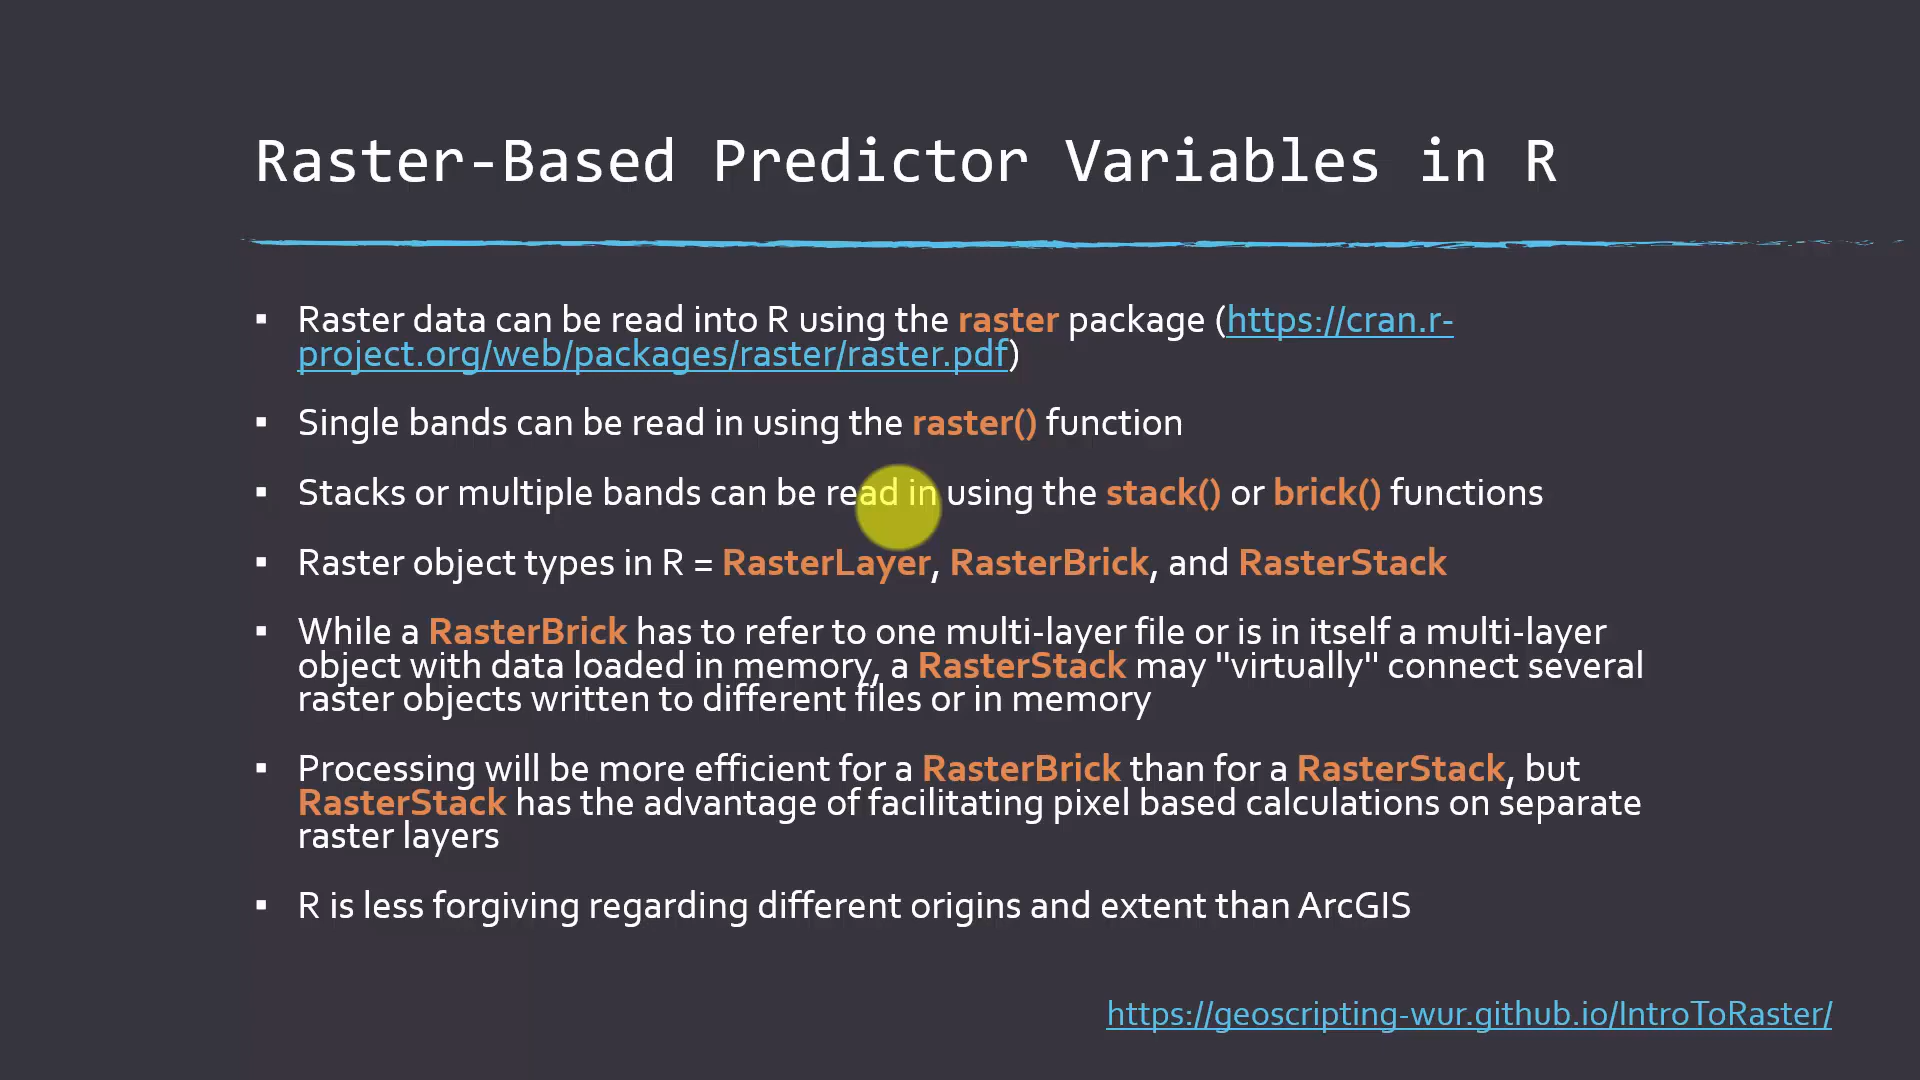 Raster-Based Predictor Variables in R
▪ Raster data can be read into R using the raster package (https://cran.r-
project.org/web/packages/raster/raster.pdf)
▪ Single bands can be read in using the raster() function
▪ Stacks or multiple bands can be read in using the stack() or brick() functions
▪ Raster object types in R = RasterLayer, RasterBrick, and RasterStack
▪ While a RasterBrick has to refer to one multi-layer file or is in itself a multi-layer
object with data loaded in memory, a RasterStack may "virtually" connect several
raster objects written to different files or in memory
▪ Processing will be more efficient for a RasterBrick than for a RasterStack, but
RasterStack has the advantage of facilitating pixel based calculations on separate
raster layers
▪ R is less forgiving regarding different origins and extent than ArcGIS
https://geoscripting-wur.github.io/IntroToRaster/